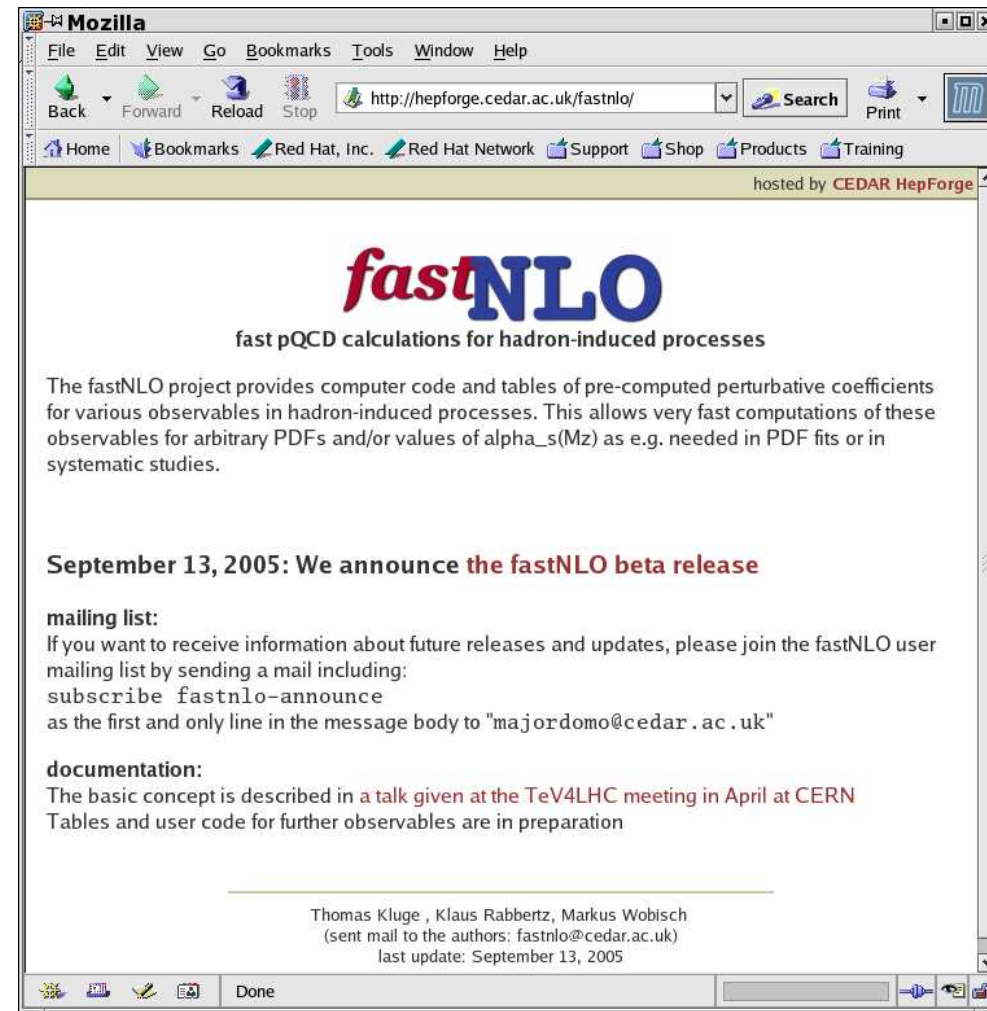 Mozilla
File Edit View Go Bookmarks Tools Window Help
Back Forward Reload Stop http://hepforge.cedar.ac.uk/fastnlo/ Search Print
Home Bookmarks Red Hat, Inc. Red Hat Network Support Shop Products Training
hosted by CEDAR HepForge
fastNLO
fast pQCD calculations for hadron-induced processes
The fastNLO project provides computer code and tables of pre-computed perturbative coefficients
for various observables in hadron-induced processes. This allows very fast computations of these
observables for arbitrary PDFs and/or values of alpha_s(Mz) as e.g. needed in PDF fits or in
systematic studies.
September 13, 2005: We announce the fastNLO beta release
mailing list:
If you want to receive information about future releases and updates, please join the fastNLO user
mailing list by sending a mail including:
subscribe fastnlo-announce
as the first and only line in the message body to "majordomo@cedar.ac.uk"
documentation:
The basic concept is described in a talk given at the TeV4LHC meeting in April at CERN
Tables and user code for further observables are in preparation
Thomas Kluge , Klaus Rabbertz, Markus Wobisch
(sent mail to the authors: fastnlo@cedar.ac.uk)
last update: September 13, 2005
Done